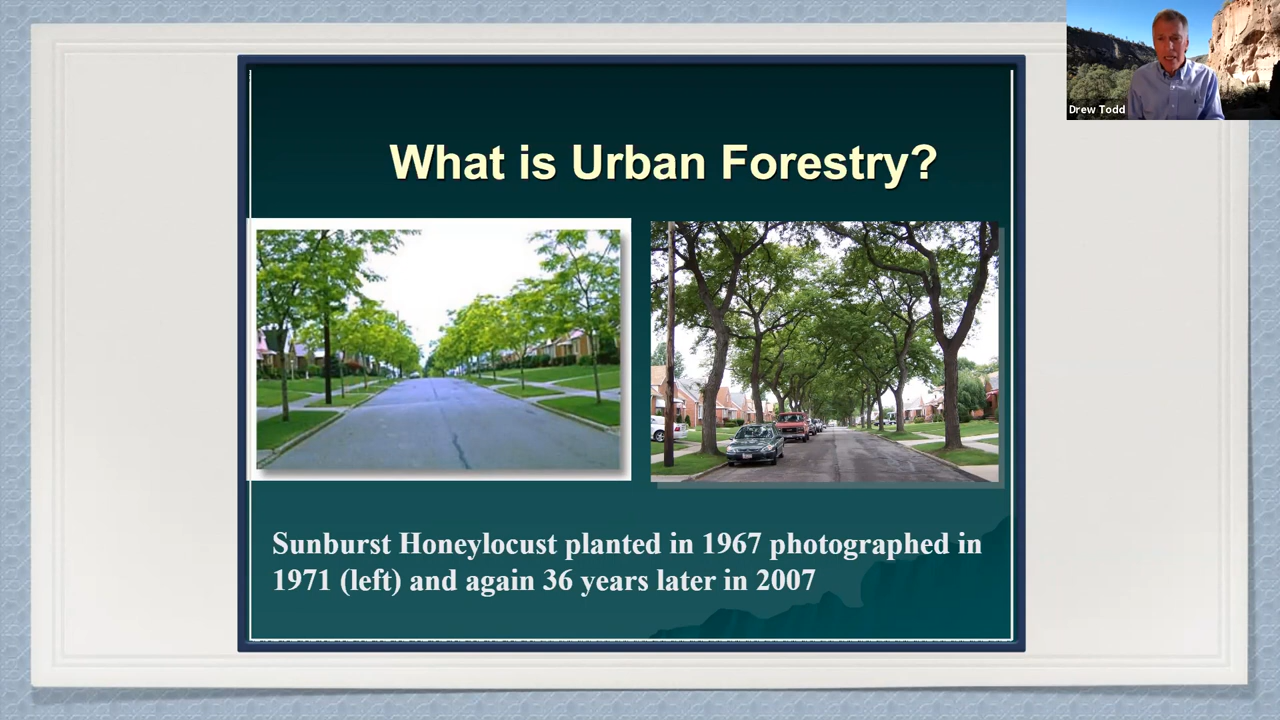 Drew Todd
What is Urban Forestry?
Sunburst Honeylocust planted in 1967 photographed in
1971 (left) and again 36 years later in 2007